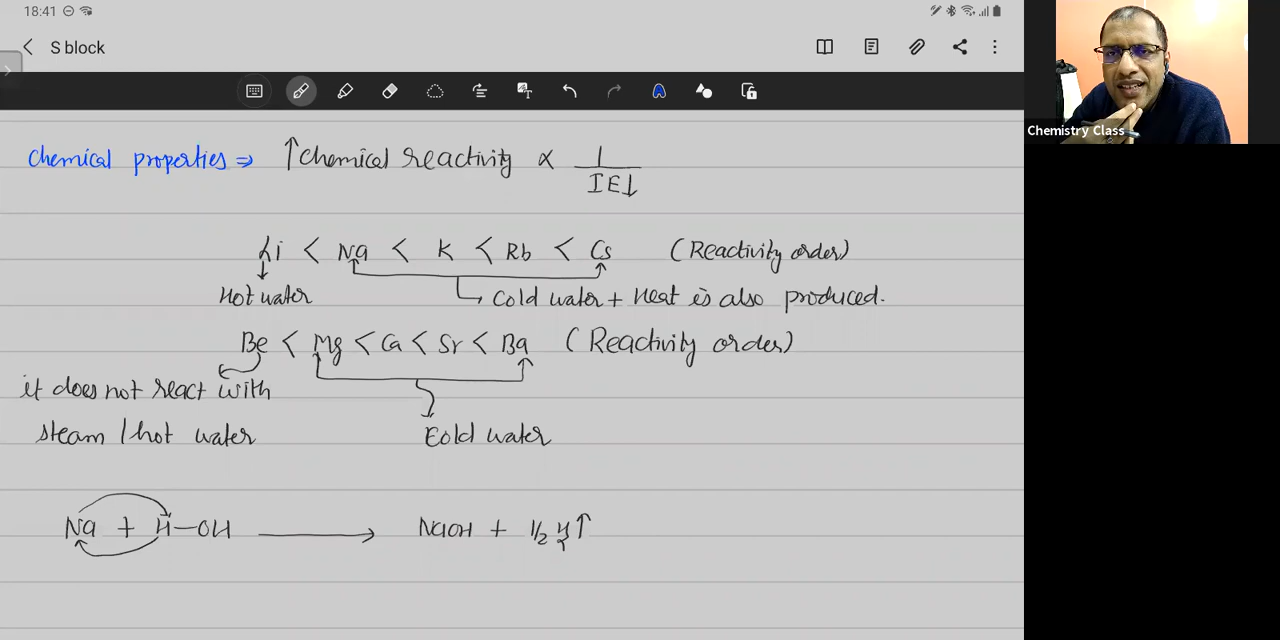 18:41
S block
Chemical properties ⇒ ↑Chemical reactivity ∝ 1/IE↓
Li < Na < K < Rb < Cs (Reactivity order)
Hot water
Cold water + Heat is also produced.
Be < Mg < Ca < Sr < Ba (Reactivity order)
it does not react with
steam / hot water
Cold water
Na + H—OH ⟶ NaOH + 1/2 H2↑
Chemistry Class